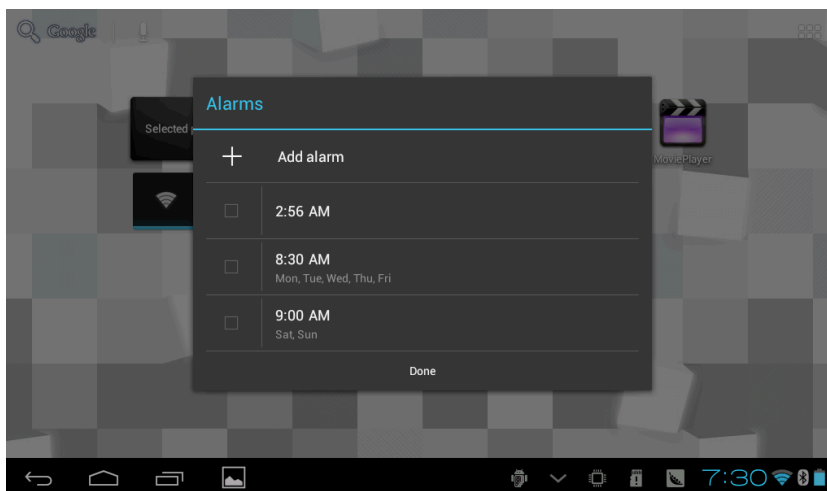 Google
Alarms
Selected
Add alarm
MoviePlayer
2:56 AM
8:30 AM
Mon, Tue, Wed, Thu, Fri
9:00 AM
Sat, Sun
Done
7:30